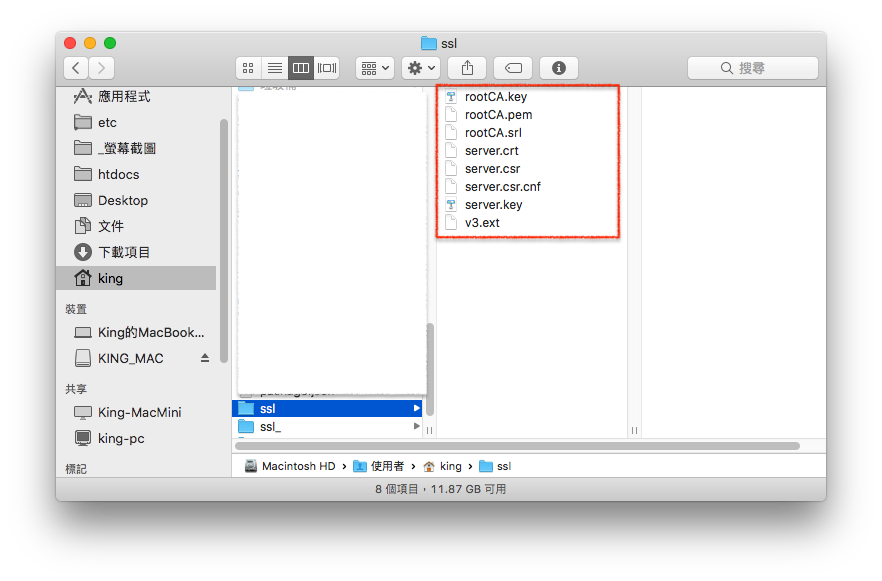 ssl
搜尋
應用程式
etc
_螢幕截圖
htdocs
Desktop
文件
下載項目
king
裝置
King的MacBook...
KING_MAC
共享
King-MacMini
king-pc
標記
ssl
ssl_
rootCA.key
rootCA.pem
rootCA.srl
server.crt
server.csr
server.csr.cnf
server.key
v3.ext
Macintosh HD › 使用者 › king › ssl
8 個項目，11.87 GB 可用